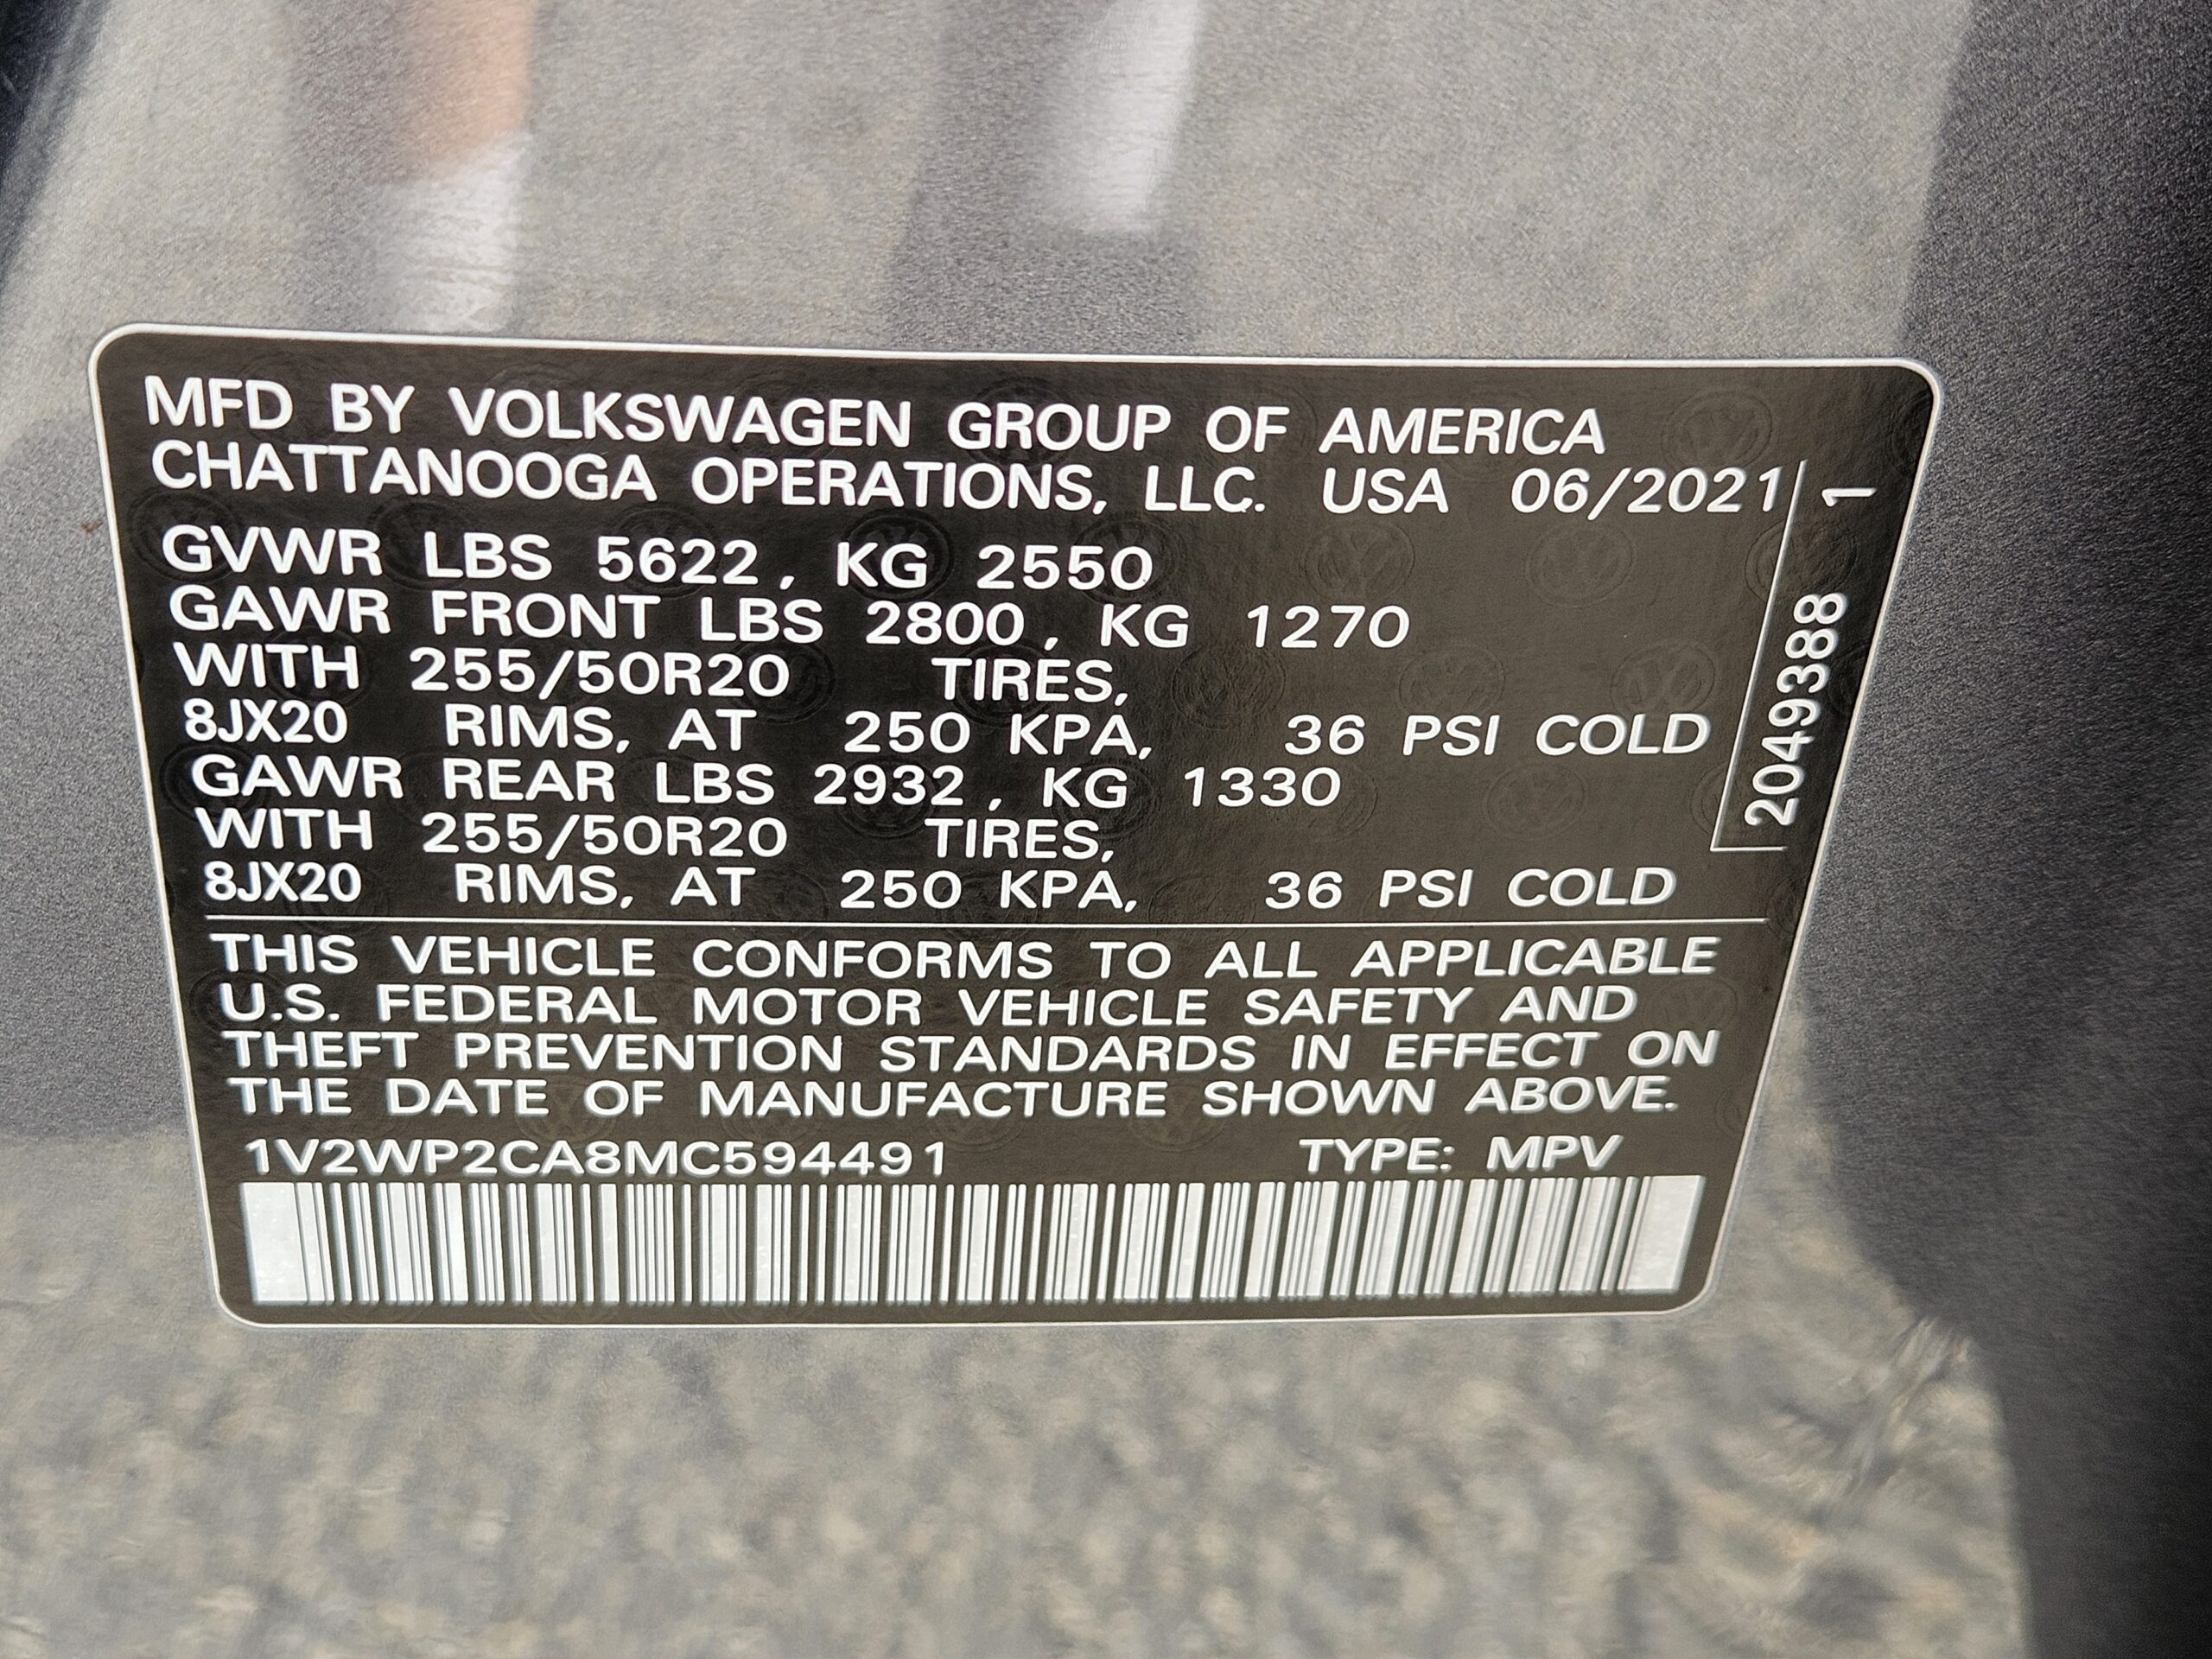 MFD BY VOLKSWAGEN GROUP OF AMERICA
CHATTANOOGA OPERATIONS, LLC. USA 06/2021
GVWR LBS 5622, KG 2550
GAWR FRONT LBS 2800, KG 1270
WITH 255/50R20 TIRES,
8JX20 RIMS, AT 250 KPA, 36 PSI COLD
GAWR REAR LBS 2932, KG 1330
WITH 255/50R20 TIRES,
8JX20 RIMS, AT 250 KPA, 36 PSI COLD
2049388 1
THIS VEHICLE CONFORMS TO ALL APPLICABLE
U.S. FEDERAL MOTOR VEHICLE SAFETY AND
THEFT PREVENTION STANDARDS IN EFFECT ON
THE DATE OF MANUFACTURE SHOWN ABOVE.
1V2WP2CA8MC594491 TYPE: MPV